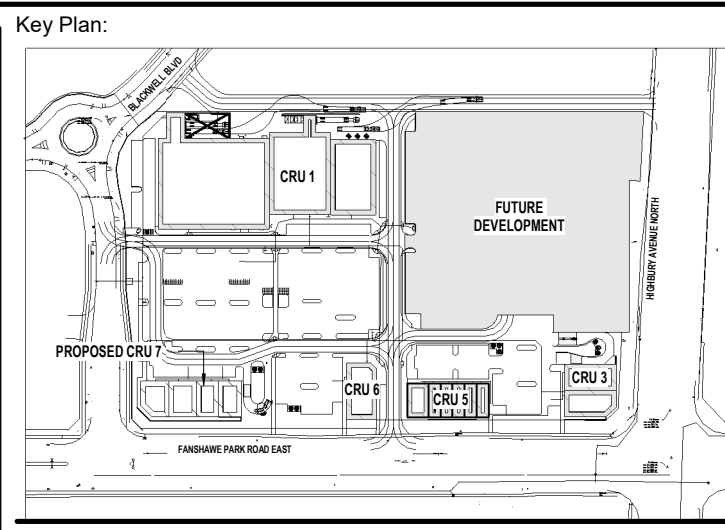 Key Plan:
BLACKWELL BLVD
CRU 1
FUTURE
DEVELOPMENT
HIGHBURY AVENUE NORTH
PROPOSED CRU 7
CRU 6
CRU 5
CRU 3
FANSHAWE PARK ROAD EAST